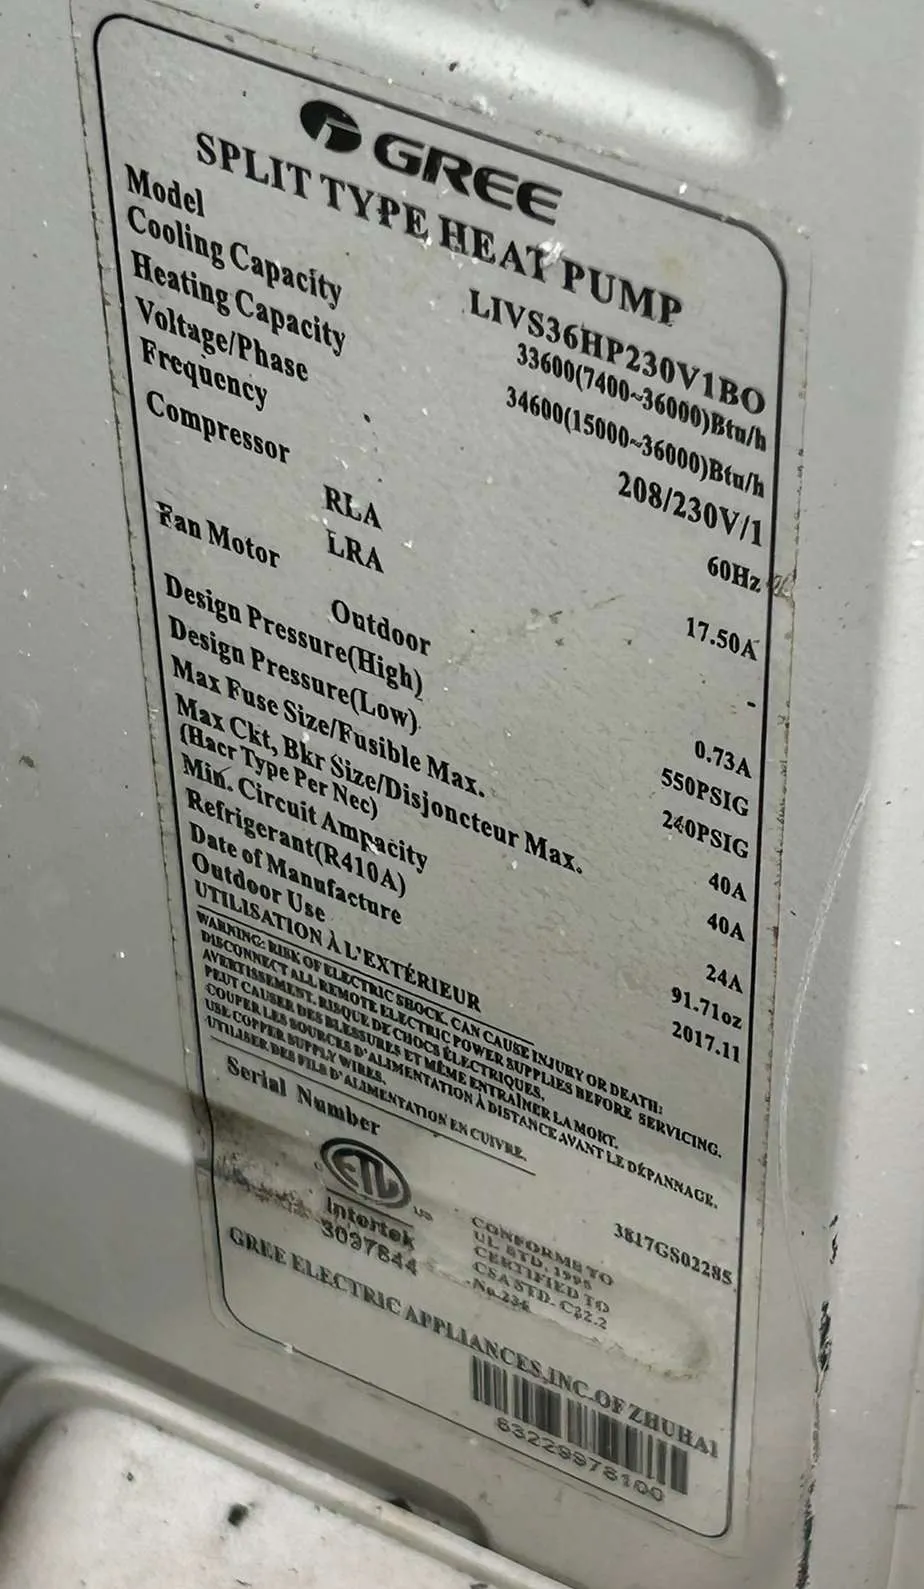 GREE
SPLIT TYPE HEAT PUMP
Model LIVS36HP230V1BO
Cooling Capacity 33600(7400~36000)Btu/h
Heating Capacity 34600(15000~36000)Btu/h
Voltage/Phase 208/230V/1
Frequency 60Hz
Compressor
RLA 17.50A
LRA -
Fan Motor
Outdoor 0.73A
Design Pressure(High) 550PSIG
Design Pressure(Low) 240PSIG
Max Fuse Size/Fusible Max. 40A
Max Ckt, Bkr Size/Disjoncteur Max. 40A
(Hacr Type Per Nec)
Min. Circuit Ampacity 24A
Refrigerant(R410A) 91.71oz
Date of Manufacture 2017.11
Outdoor Use
UTILISATION À L'EXTÉRIEUR
WARNING: RISK OF ELECTRIC SHOCK. CAN CAUSE INJURY OR DEATH:
DISCONNECT ALL REMOTE ELECTRIC POWER SUPPLIES BEFORE SERVICING.
AVERTISSEMENT. RISQUE DE CHOCS ÉLECTRIQUES,
PEUT CAUSER DES BLESSURES ET MÊME ENTRAÎNER LA MORT.
COUPER LES SOURCES D'ALIMENTATION À DISTANCE AVANT LE DÉPANNAGE.
USE COPPER SUPPLY WIRES.
UTILISER DES FILS D'ALIMENTATION EN CUIVRE.
Serial Number 3817GS02285
ETL
C US
Intertek
3097844
CONFORMS TO
UL STD. 1995
CERTIFIED TO
CSA STD. C22.2
No.236
GREE ELECTRIC APPLIANCES,INC.OF ZHUHAI
63229978100